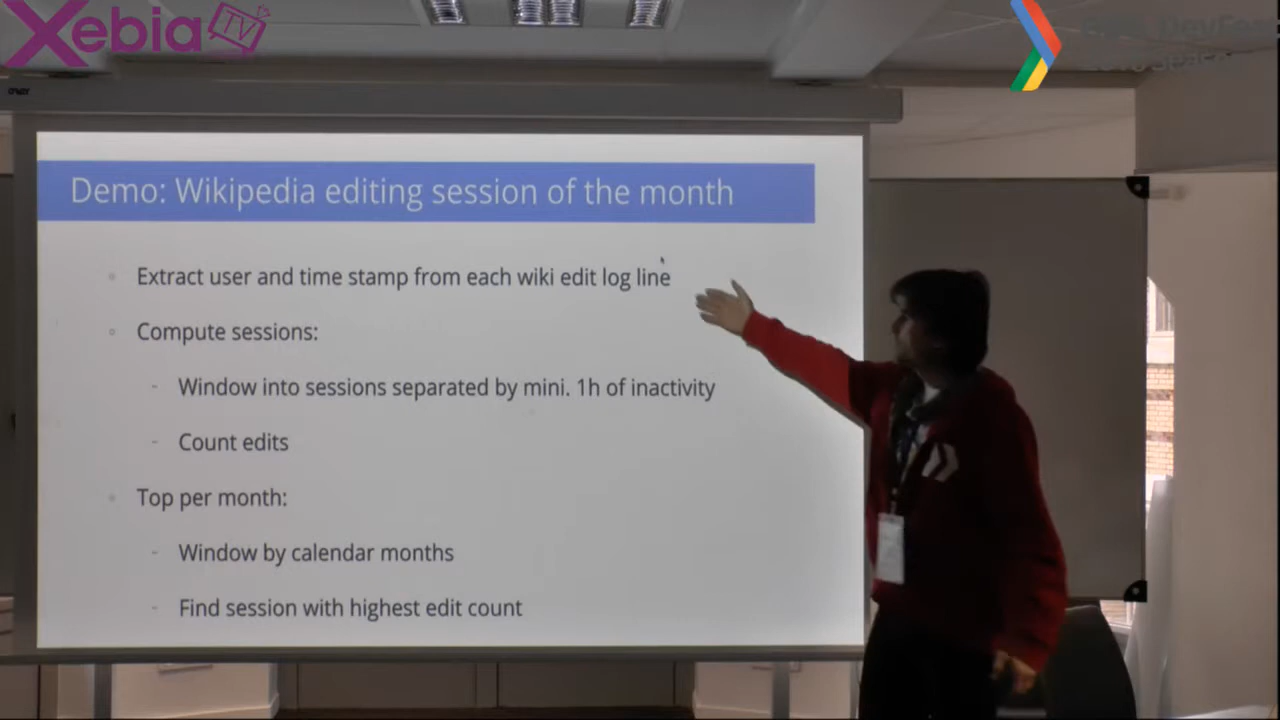 Xebia TV
Demo: Wikipedia editing session of the month
Extract user and time stamp from each wiki edit log line
Compute sessions:
- Window into sessions separated by mini. 1h of inactivity
- Count edits
Top per month:
- Window by calendar months
- Find session with highest edit count